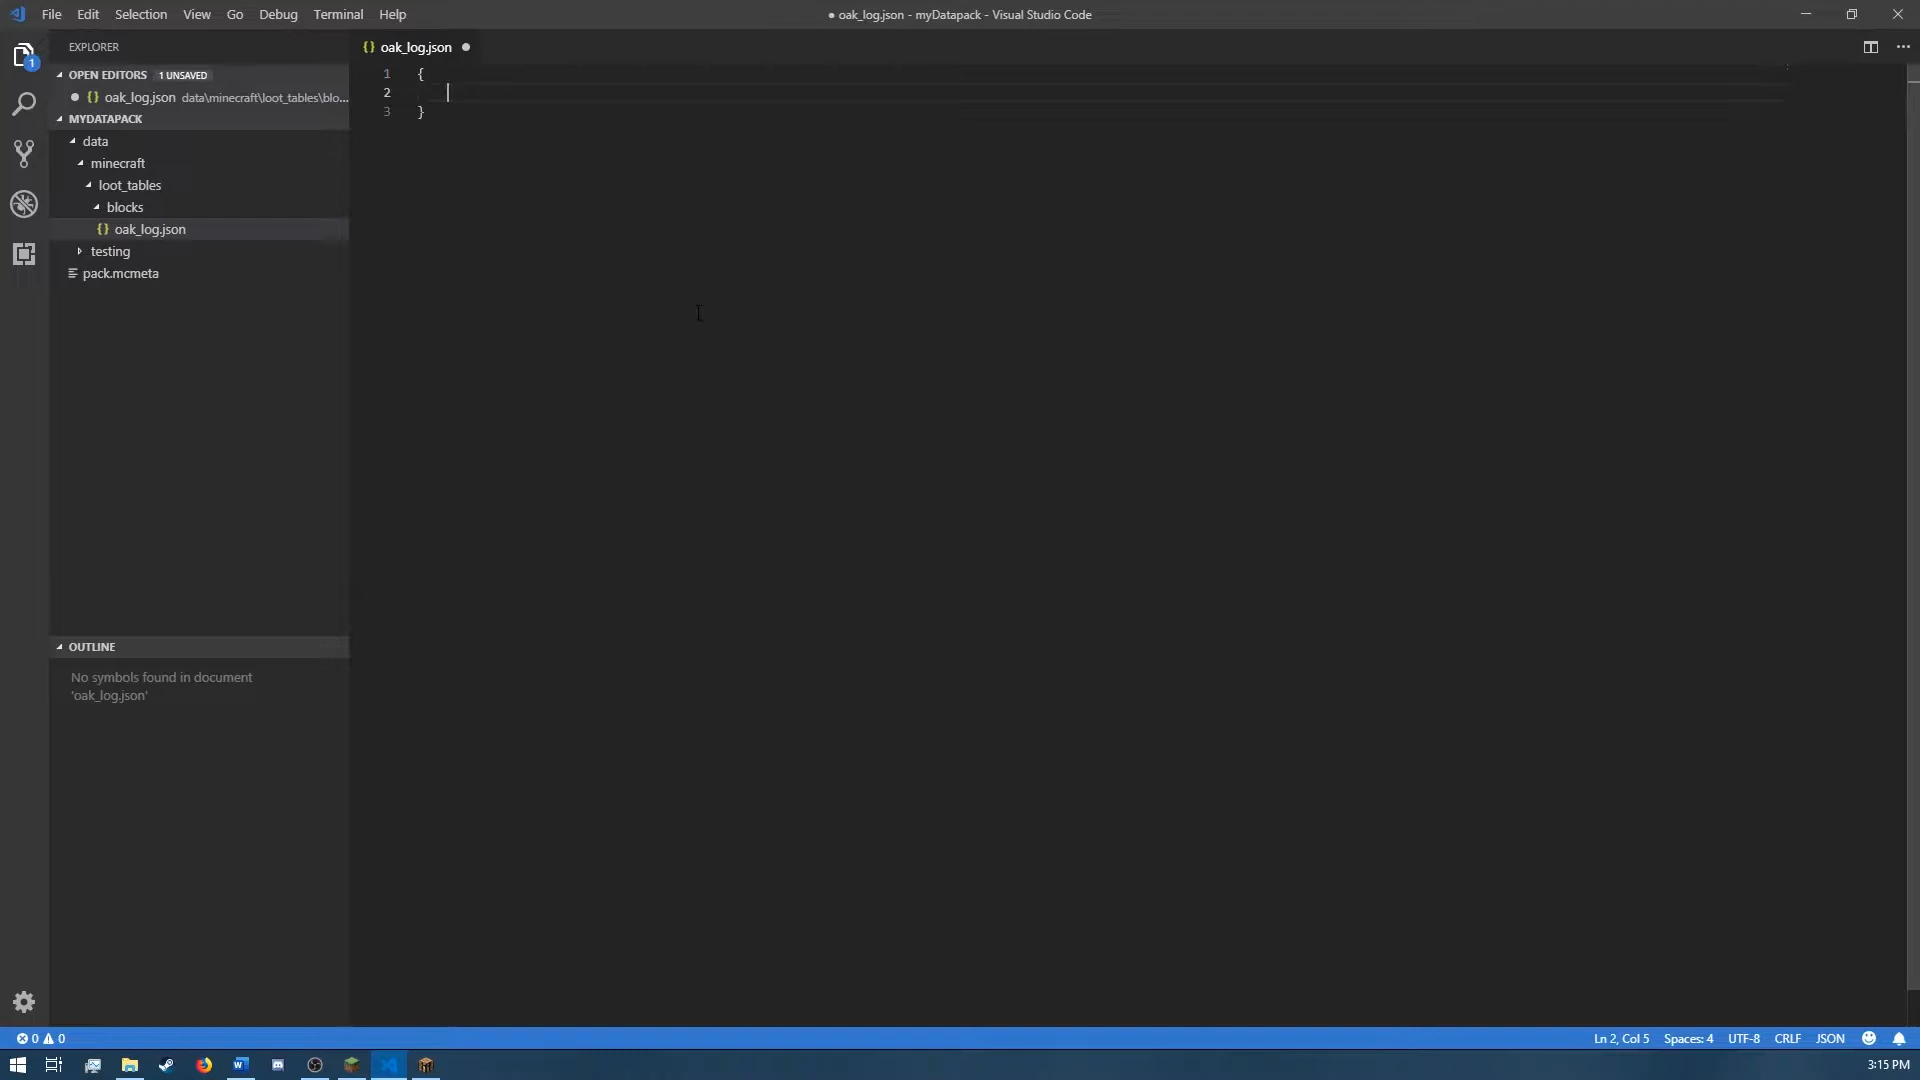 File Edit Selection View Go Debug Terminal Help
● oak_log.json - myDatapack - Visual Studio Code
EXPLORER
OPEN EDITORS 1 UNSAVED
{} oak_log.json data\minecraft\loot_tables\blo...
MYDATAPACK
data
minecraft
loot_tables
blocks
{} oak_log.json
testing
pack.mcmeta
OUTLINE
No symbols found in document
'oak_log.json'
{} oak_log.json
1 {
2
3 }
1
0 0
Ln 2, Col 5 Spaces: 4 UTF-8 CRLF JSON
3:15 PM